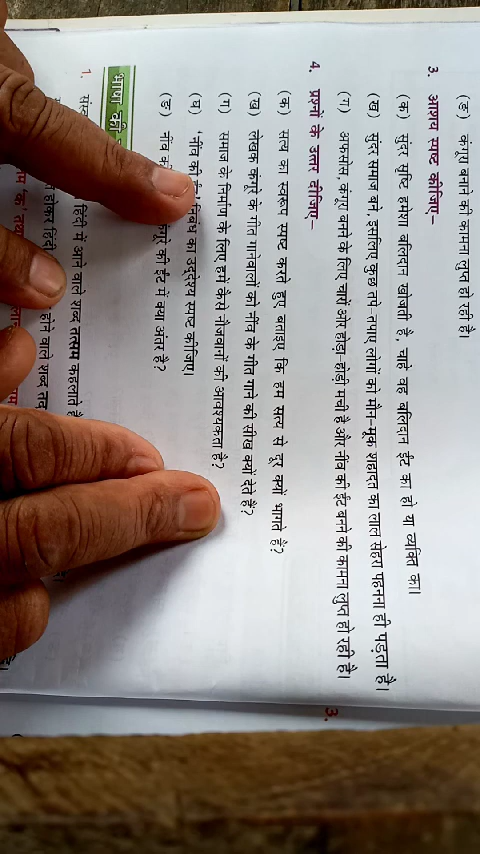 (ङ) कंगूरा बनाने की कामना लुप्त हो रही है।
3. आशय स्पष्ट कीजिए–
(क) सुंदर सृष्टि हमेशा बलिदान खोजती है, चाहे वह बलिदान ईंट का हो या व्यक्ति का।
(ख) सुंदर समाज बने, इसलिए कुछ तपे-तपाए लोगों को मौन-मूक शहादत का लाल सेहरा पहनना ही पड़ता है।
(ग) अफसोस, कंगूरा बनने के लिए चारों ओर होड़ा-होड़ी मची है और नींव की ईंट बनने की कामना लुप्त हो रही है।
4. प्रश्नों के उत्तर दीजिए–
(क) सत्य का स्वरूप स्पष्ट करते हुए बताइए कि हम सत्य से दूर क्यों भागते हैं?
(ख) लेखक कंगूरे के गीत गानेवालों को नींव के गीत गाने की सीख क्यों देते हैं?
(ग) समाज के निर्माण के लिए हमें कैसे नौजवानों की आवश्यकता है?
(घ) 'नींव की निबंध का उद्देश्य स्पष्ट कीजिए।
(ङ) नींव की ईंट में क्या अंतर है?
भाषा की
1. हिंदी में आने वाले शब्द तत्सम कहलाते
होकर हिंदी होने वाले शब्द
3.